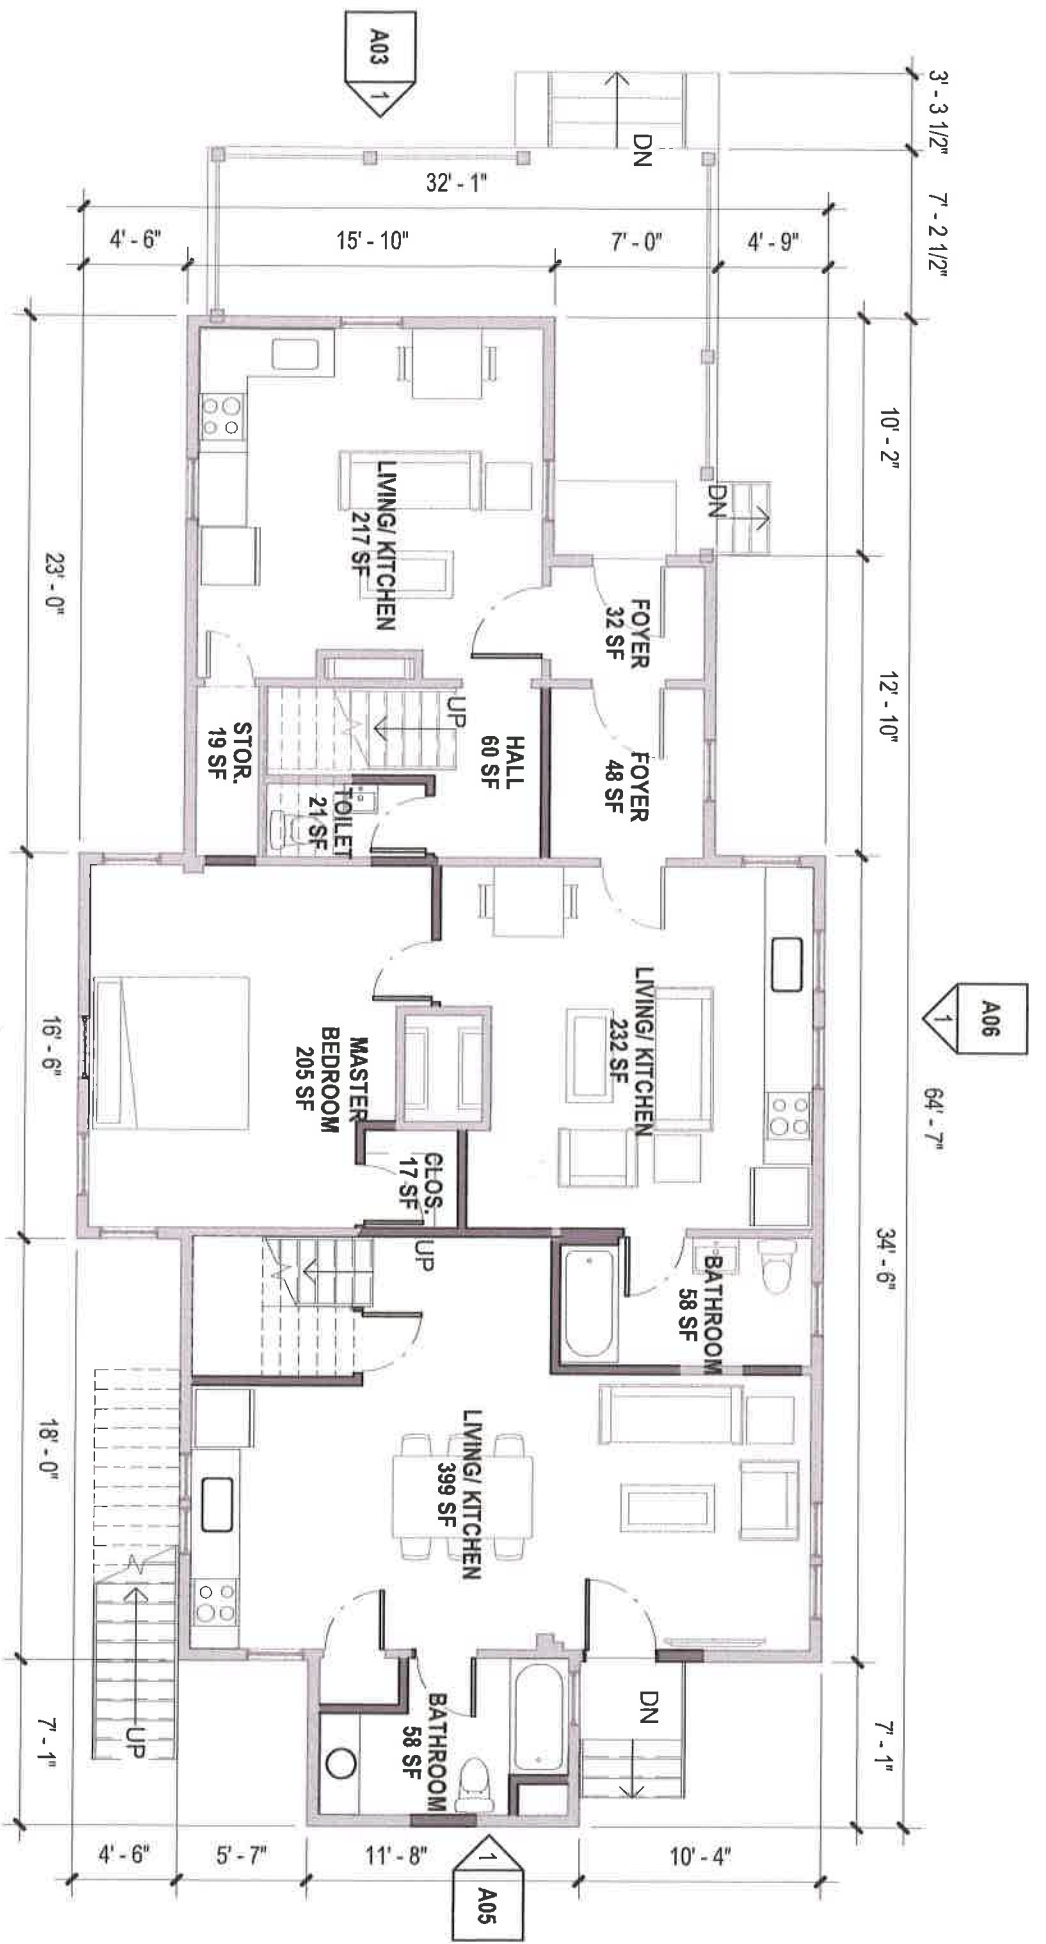 A03
1
3' - 3 1/2"
7' - 2 1/2"
DN
32' - 1"
4' - 6"
15' - 10"
7' - 0"
4' - 9"
10' - 2"
12' - 10"
64' - 7"
34' - 6"
7' - 1"
23' - 0"
16' - 6"
18' - 0"
7' - 1"
LIVING/ KITCHEN
217 SF
DN
FOYER
32 SF
FOYER
48 SF
UP
HALL
60 SF
STOR.
19 SF
TOILET
21 SF
A06
1
LIVING/ KITCHEN
232 SF
MASTER
BEDROOM
205 SF
CLOS.
17 SF
UP
BATHROOM
58 SF
LIVING/ KITCHEN
399 SF
UP
BATHROOM
58 SF
DN
4' - 6"
5' - 7"
11' - 8"
10' - 4"
1
A05